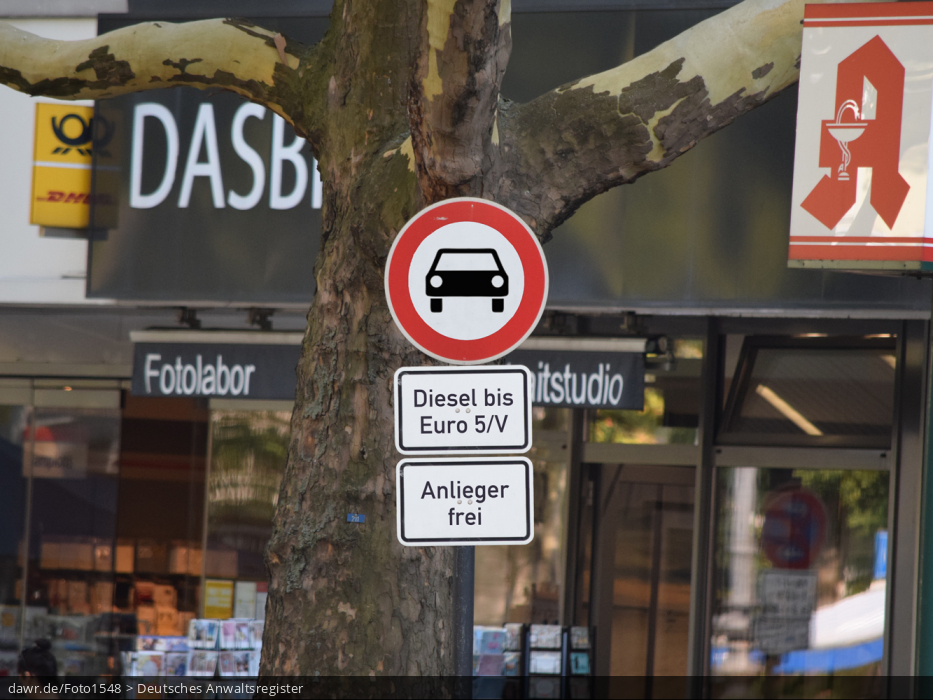 DASB
DHL
Fotolabor
itstudio
Diesel bis
Euro 5/V
Anlieger
frei
dawr.de/Foto1548 > Deutsches Anwaltsregister